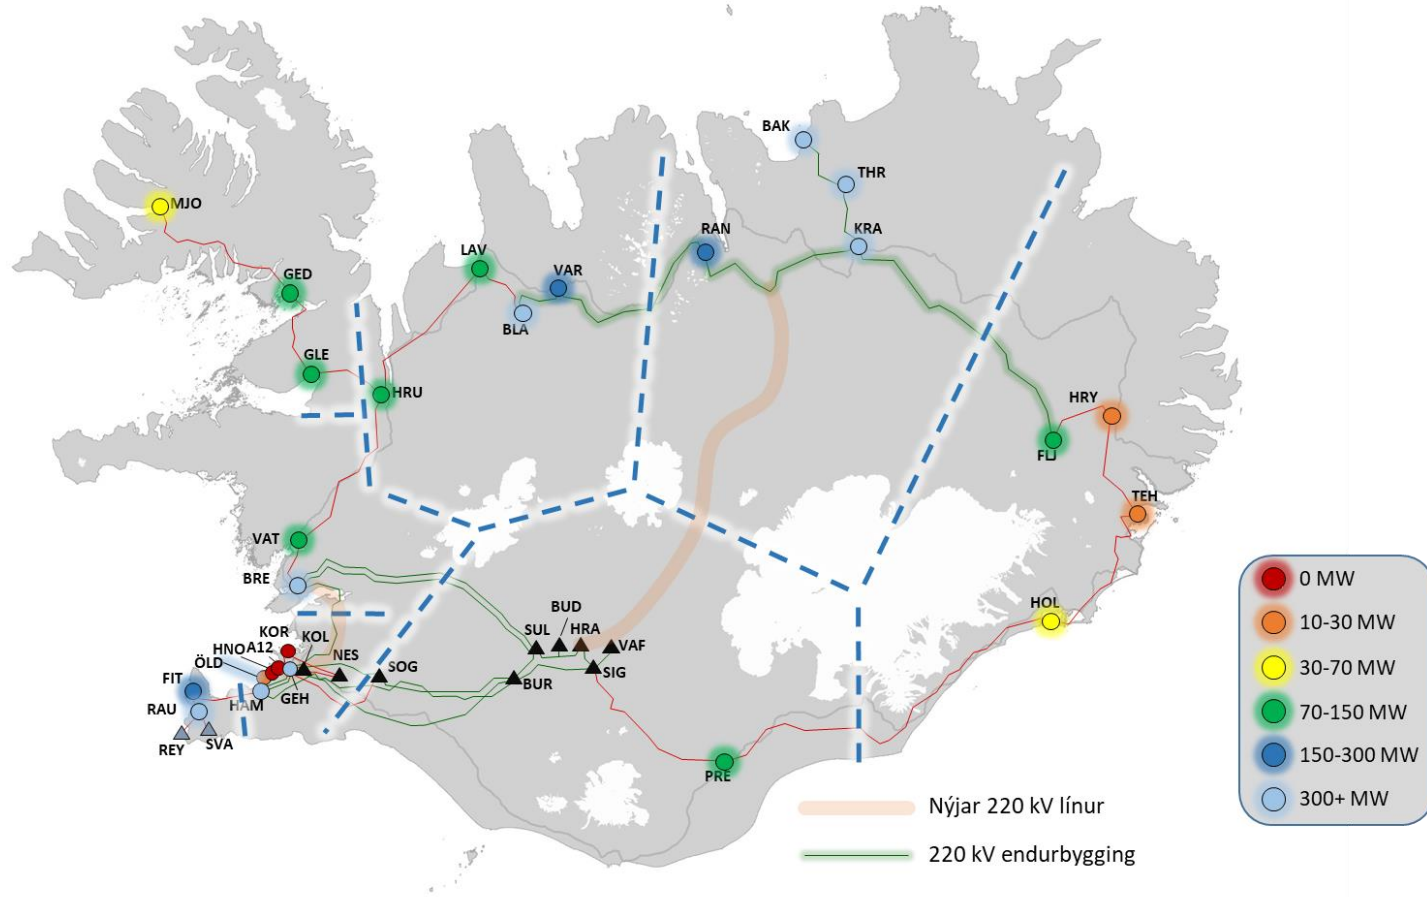 BAK
THR
MJO
RAN
KRA
LAV
GED
VAR
BLA
GLE
HRU
HRY
FLJ
TEH
VAT
BRE
HOL
BUD
KOR
KOL
SUL
HRA
VAF
HNO
A12
NES
ÖLD
SOG
SIG
FIT
GEH
BUR
HAM
RAU
REY
SVA
PRE
0 MW
10-30 MW
30-70 MW
70-150 MW
150-300 MW
300+ MW
Nýjar 220 kV línur
220 kV endurbygging